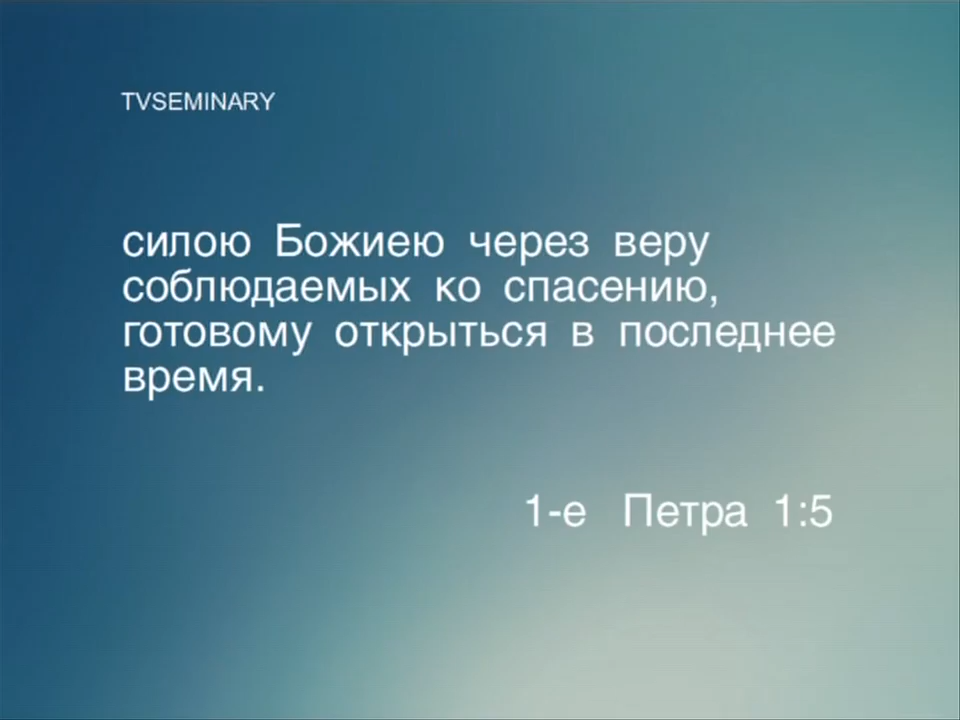 TVSEMINARY
силою Божиею через веру
соблюдаемых ко спасению,
готовому открыться в последнее
время.
1-е Петра 1:5